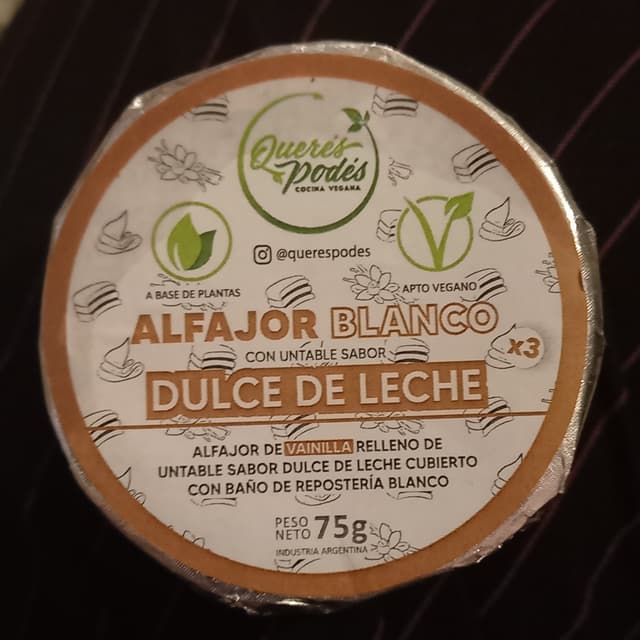 Querés
Podés
COCINA VEGANA
@querespodes
A BASE DE PLANTAS
APTO VEGANO
ALFAJOR BLANCO
x3
CON UNTABLE SABOR
DULCE DE LECHE
ALFAJOR DE VAINILLA RELLENO DE
UNTABLE SABOR DULCE DE LECHE CUBIERTO
CON BAÑO DE REPOSTERÍA BLANCO
PESO
NETO 75g
INDUSTRIA ARGENTINA